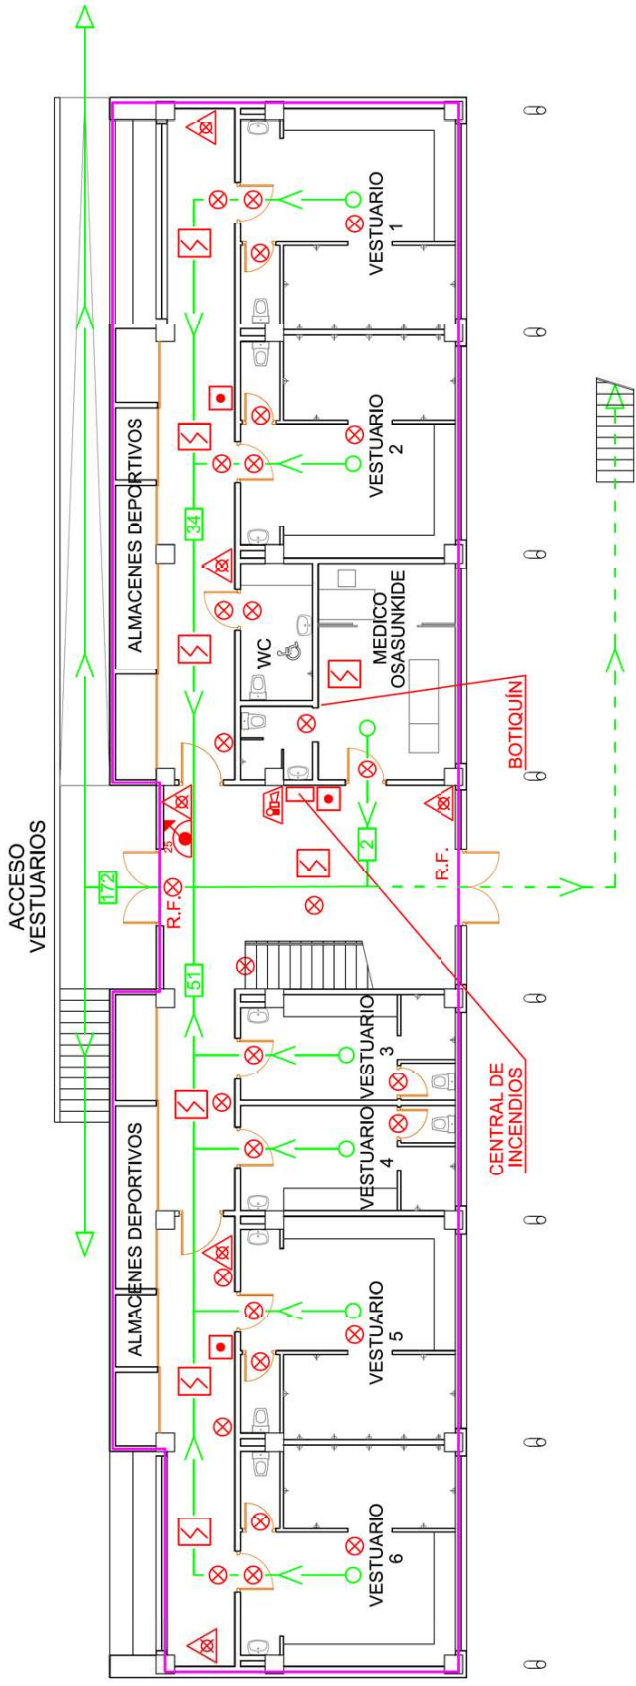 ACCESO
VESTUARIOS
ALMACENES DEPORTIVOS
ALMACENES DEPORTIVOS
172
34
51
2
25
R.F.
R.F.
VESTUARIO
1
VESTUARIO
2
WC
MEDICO
OSASUNKIDE
BOTIQUÍN
VESTUARIO
3
VESTUARIO
4
CENTRAL DE
INCENDIOS
VESTUARIO
5
VESTUARIO
6